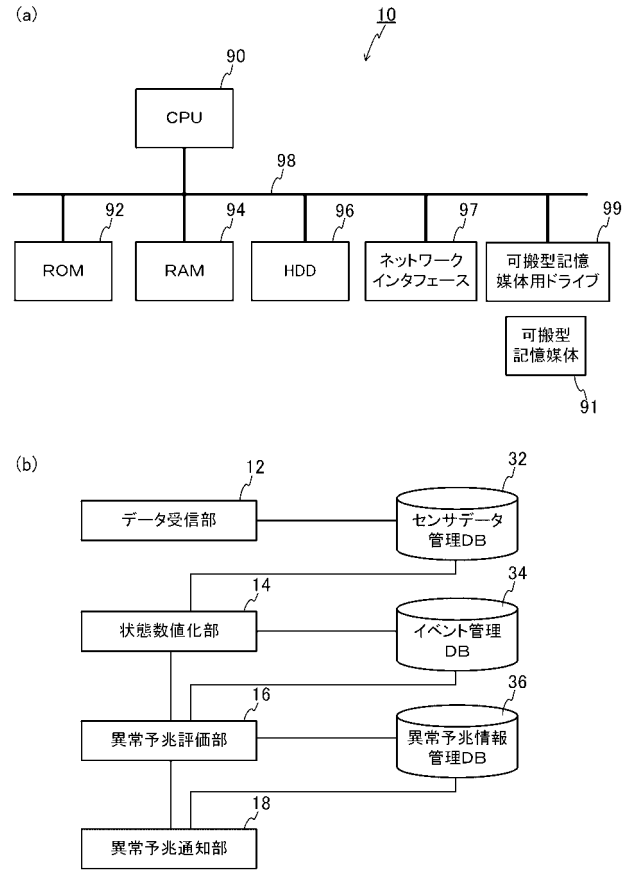 (a)
10
90
CPU
98
92
94
96
97
99
ROM
RAM
HDD
ネットワーク
インタフェース
可搬型記憶
媒体用ドライブ
可搬型
記憶媒体
91
(b)
12
32
データ受信部
センサデータ
管理DB
14
34
状態数値化部
イベント管理
DB
16
36
異常予兆評価部
異常予兆情報
管理DB
18
異常予兆通知部